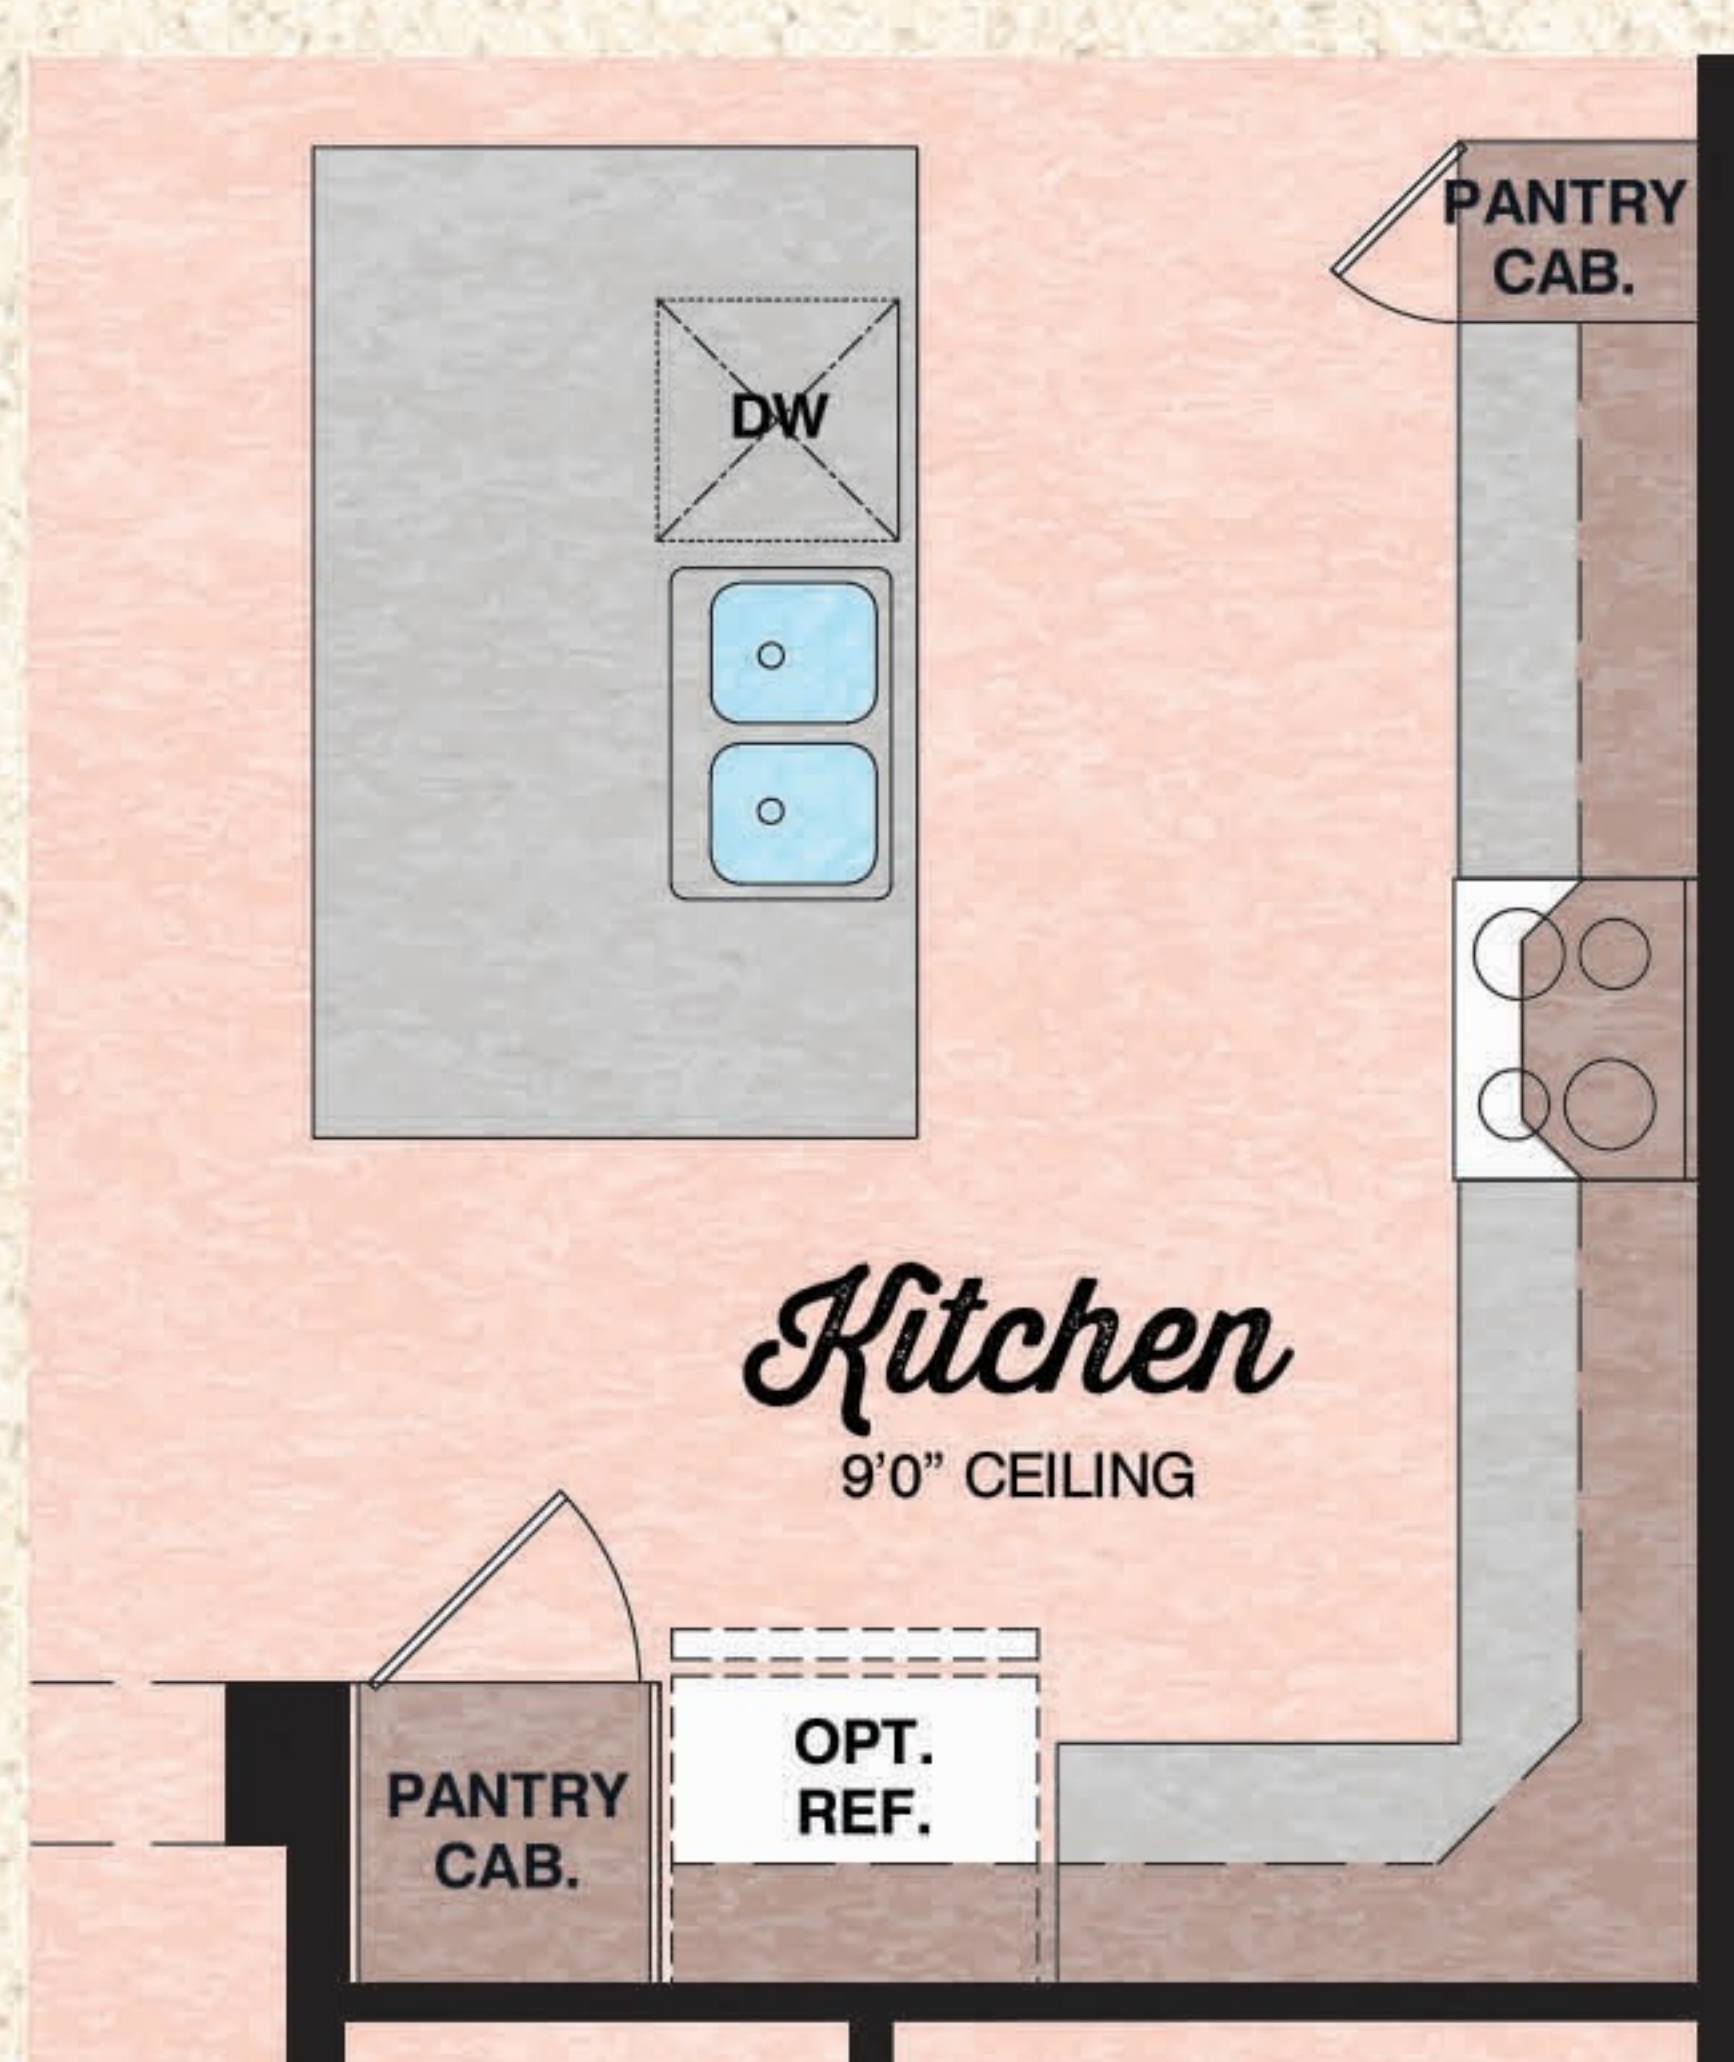 PANTRY
CAB.
DW
Kitchen
9’0” CEILING
OPT.
REF.
PANTRY
CAB.